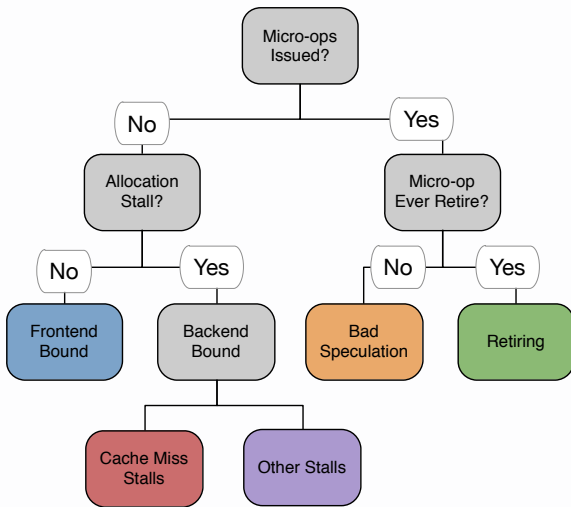 Micro-ops
Issued?
No
Yes
Allocation
Stall?
Micro-op
Ever Retire?
No
Yes
No
Yes
Frontend
Bound
Backend
Bound
Bad
Speculation
Retiring
Cache Miss
Stalls
Other Stalls